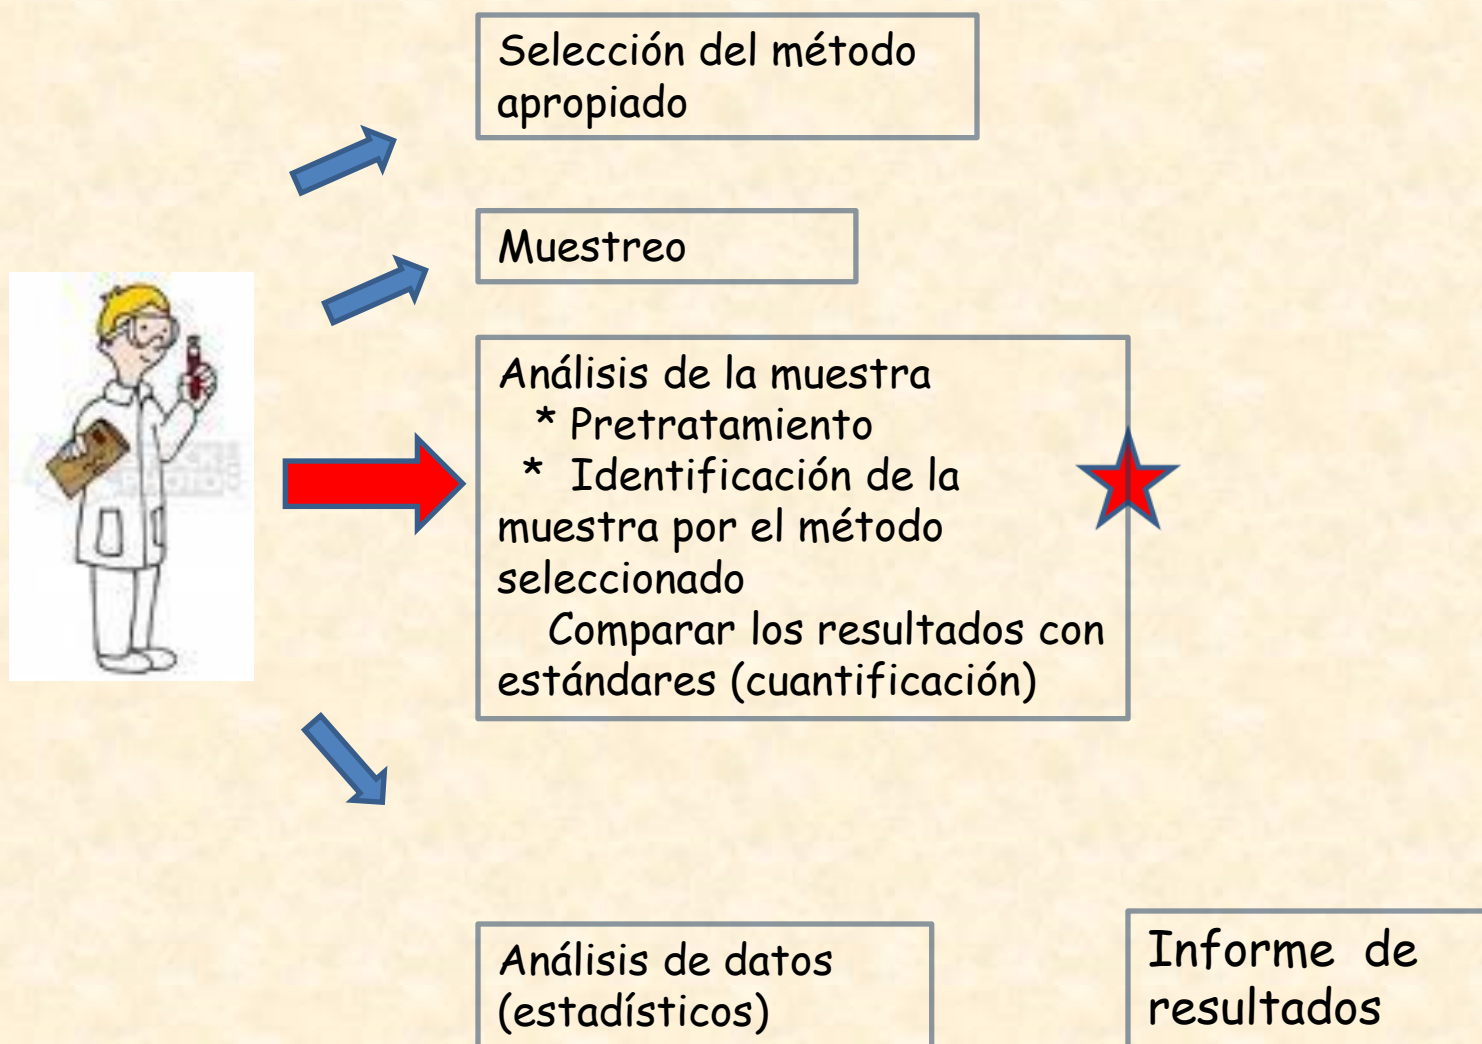 Selección del método
apropiado
Muestreo
Análisis de la muestra
* Pretratamiento
* Identificación de la
muestra por el método
seleccionado
Comparar los resultados con
estándares (cuantificación)
Análisis de datos
(estadísticos)
Informe de
resultados